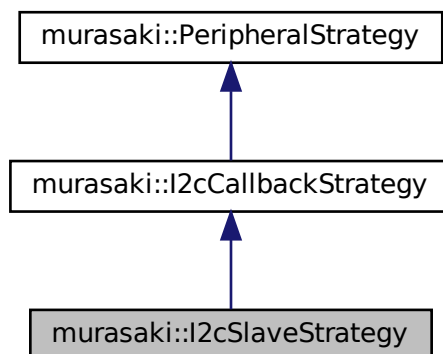 murasaki::PeripheralStrategy
murasaki::I2cCallbackStrategy
murasaki::I2cSlaveStrategy